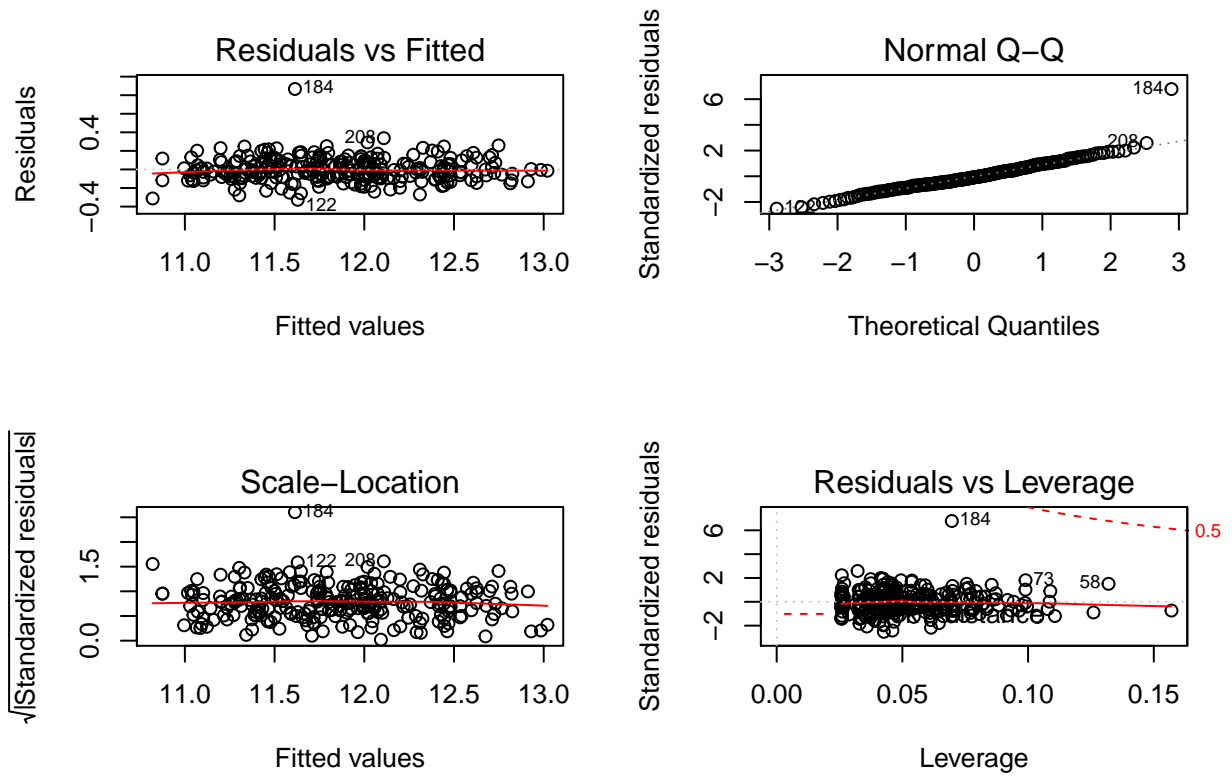 Residuals vs Fitted
Residuals
−0.4 0.4
184
208
122
11.0 11.5 12.0 12.5 13.0
Fitted values
Normal Q−Q
Standardized residuals
−2 2 6
184
208
−3 −2 −1 0 1 2 3
Theoretical Quantiles
Scale−Location
√|Standardized residuals|
0.0 1.5
184
122 208
11.0 11.5 12.0 12.5 13.0
Fitted values
Residuals vs Leverage
Standardized residuals
−2 2 6
184
0.5
73 58
0.00 0.05 0.10 0.15
Leverage